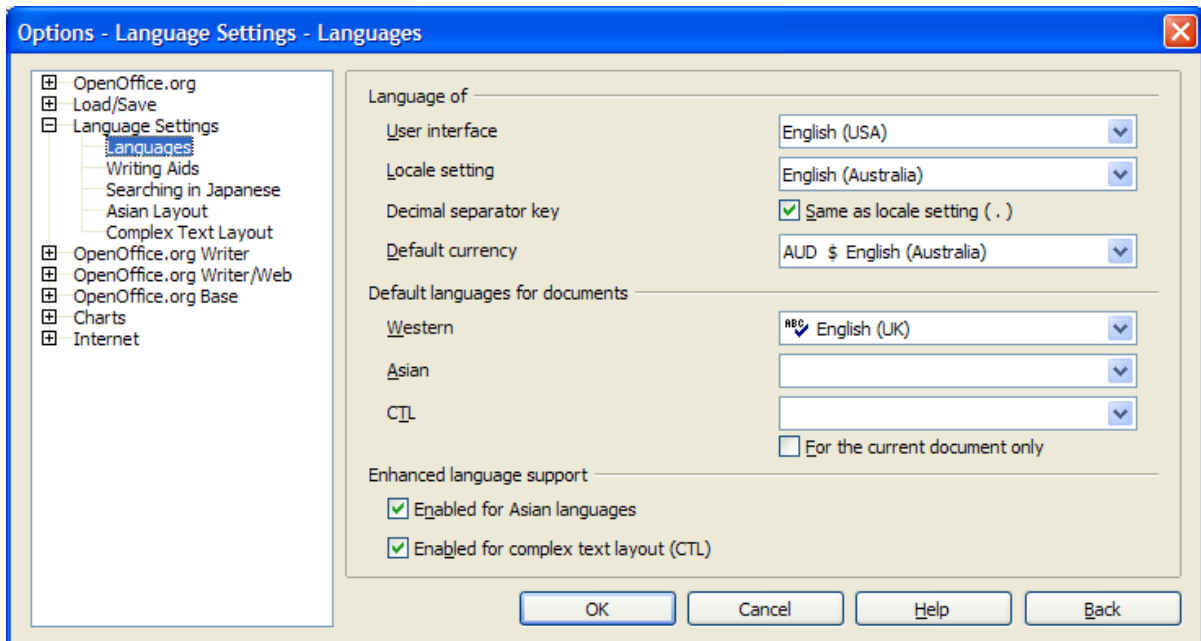 Options - Language Settings - Languages
OpenOffice.org
Load/Save
Language Settings
Languages
Writing Aids
Searching in Japanese
Asian Layout
Complex Text Layout
OpenOffice.org Writer
OpenOffice.org Writer/Web
OpenOffice.org Base
Charts
Internet
Language of
User interface English (USA)
Locale setting English (Australia)
Decimal separator key Same as locale setting ( . )
Default currency AUD $ English (Australia)
Default languages for documents
Western ABC English (UK)
Asian
CTL
For the current document only
Enhanced language support
Enabled for Asian languages
Enabled for complex text layout (CTL)
OK Cancel Help Back